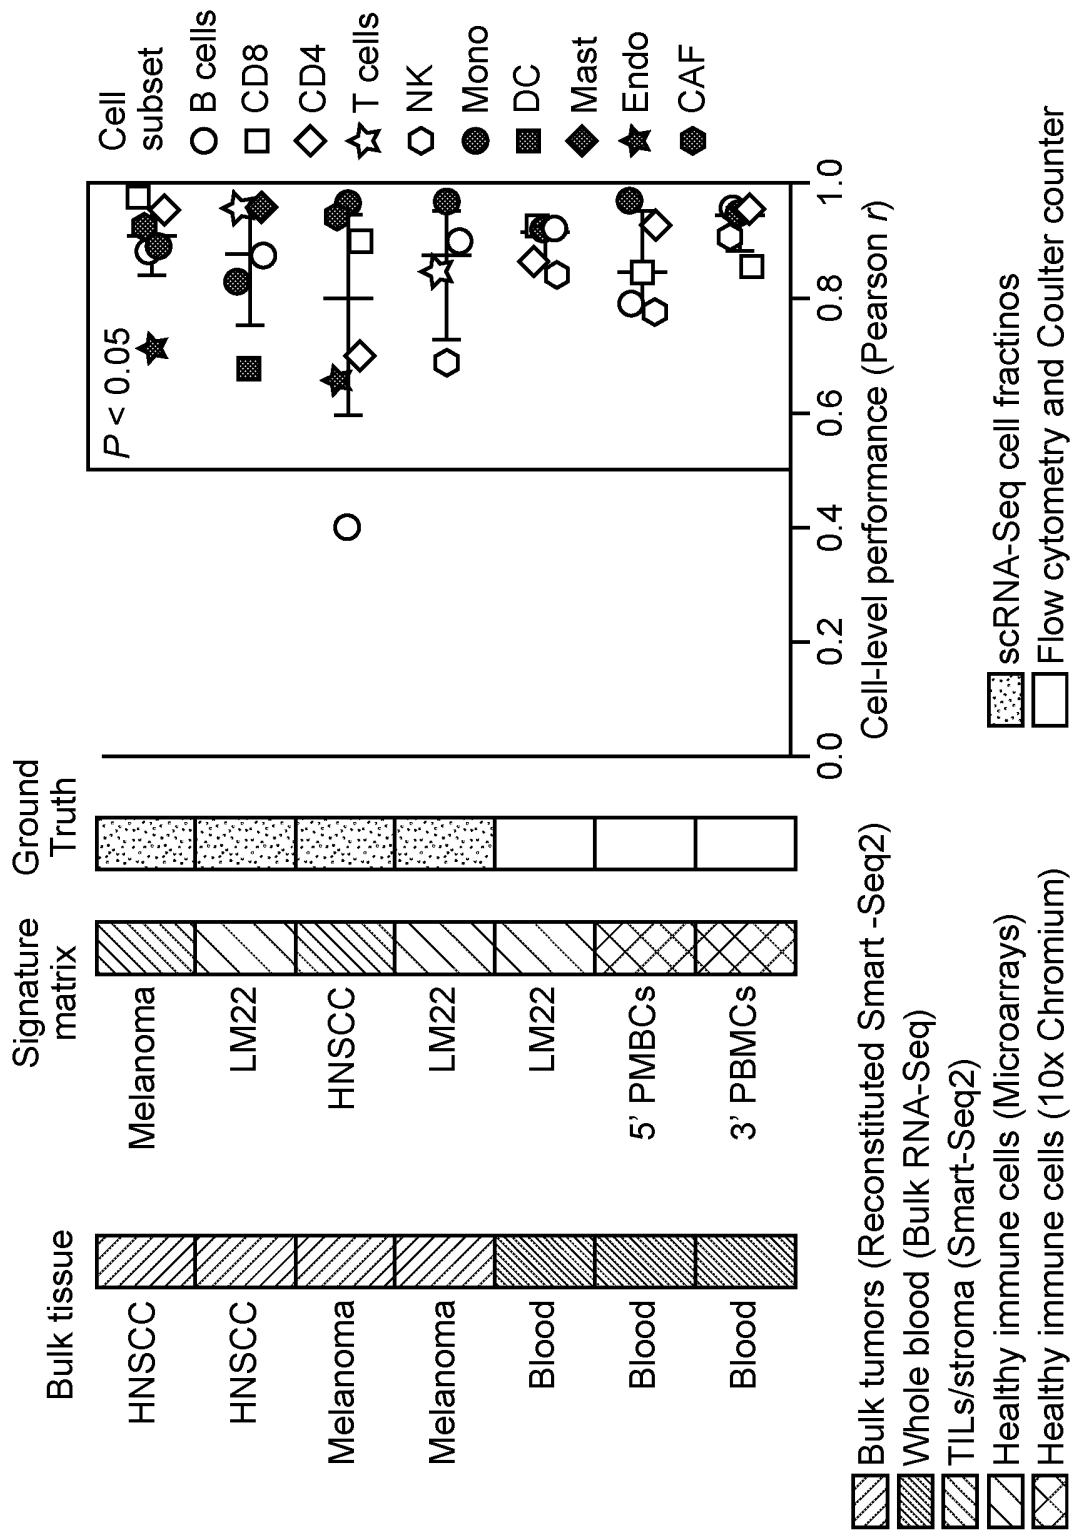 Bulk tissue
Signature
matrix
Ground
Truth
HNSCC
Melanoma
HNSCC
LM22
Melanoma
HNSCC
Melanoma
LM22
Blood
LM22
Blood
5’ PMBCs
Blood
3’ PBMCs
P < 0.05
0.0
0.2
0.4
0.6
0.8
1.0
Cell-level performance (Pearson r)
Cell
subset
B cells
CD8
CD4
T cells
NK
Mono
DC
Mast
Endo
CAF
Bulk tumors (Reconstituted Smart -Seq2)
Whole blood (Bulk RNA-Seq)
TILs/stroma (Smart-Seq2)
Healthy immune cells (Microarrays)
Healthy immune cells (10x Chromium)
scRNA-Seq cell fractinos
Flow cytometry and Coulter counter